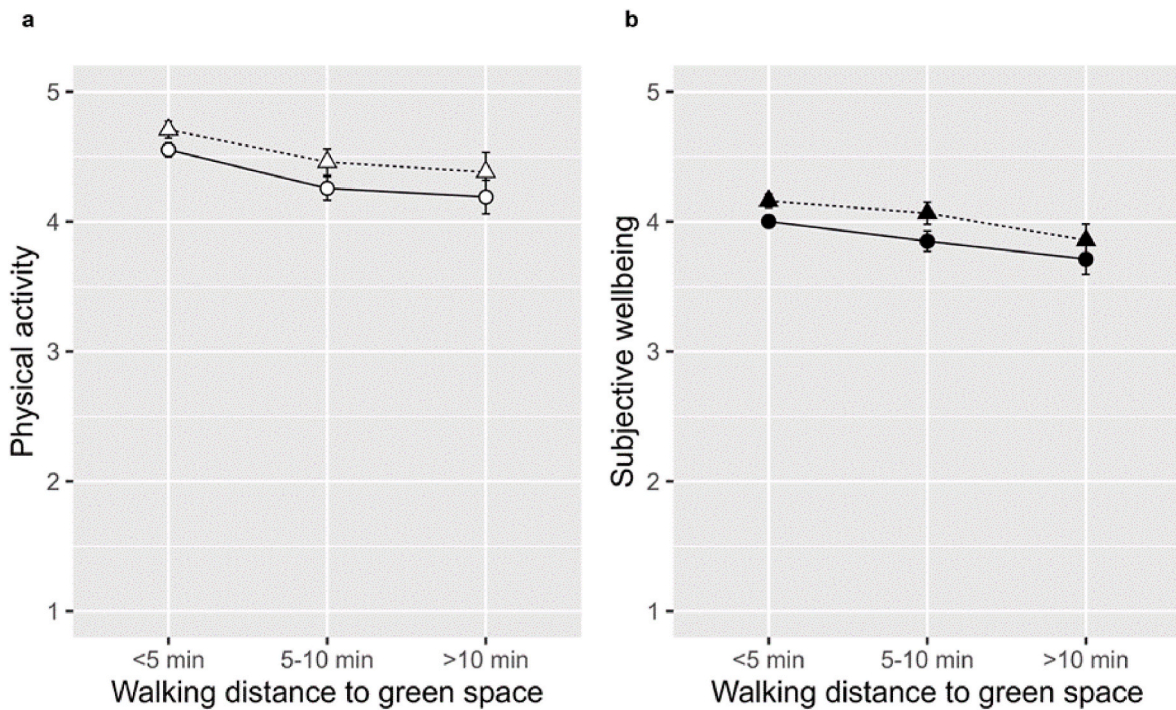 a
5
4
3
2
1
Physical activity
<5 min 5-10 min >10 min
Walking distance to green space
b
5
4
3
2
1
Subjective wellbeing
<5 min 5-10 min >10 min
Walking distance to green space